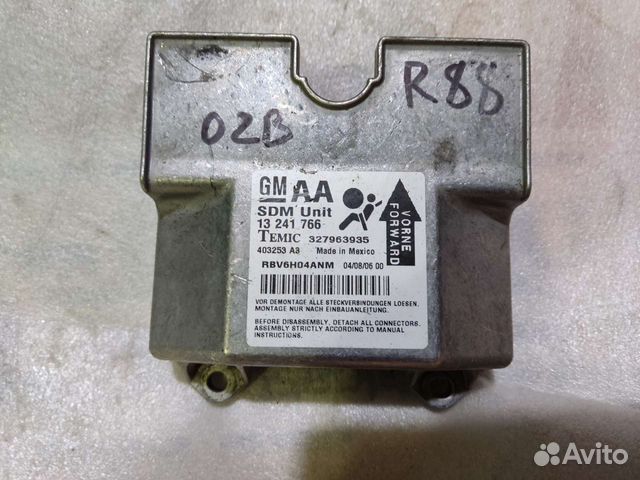 02B
R88
GM AA
SDM Unit
13 241 766
TEMIC 327963935
403253 A3 Made in Mexico
RBV6H04ANM 04/08/06 00
VORNE
FORWARD
VOR DEMONTAGE ALLE STECKVERBINDUNGEN LOESEN.
MONTAGE NUR NACH EINBAUANLEITUNG.
BEFORE DISASSEMBLY, DETACH ALL CONNECTORS.
ASSEMBLY STRICTLY ACCORDING TO MANUAL
INSTRUCTIONS.
Avito